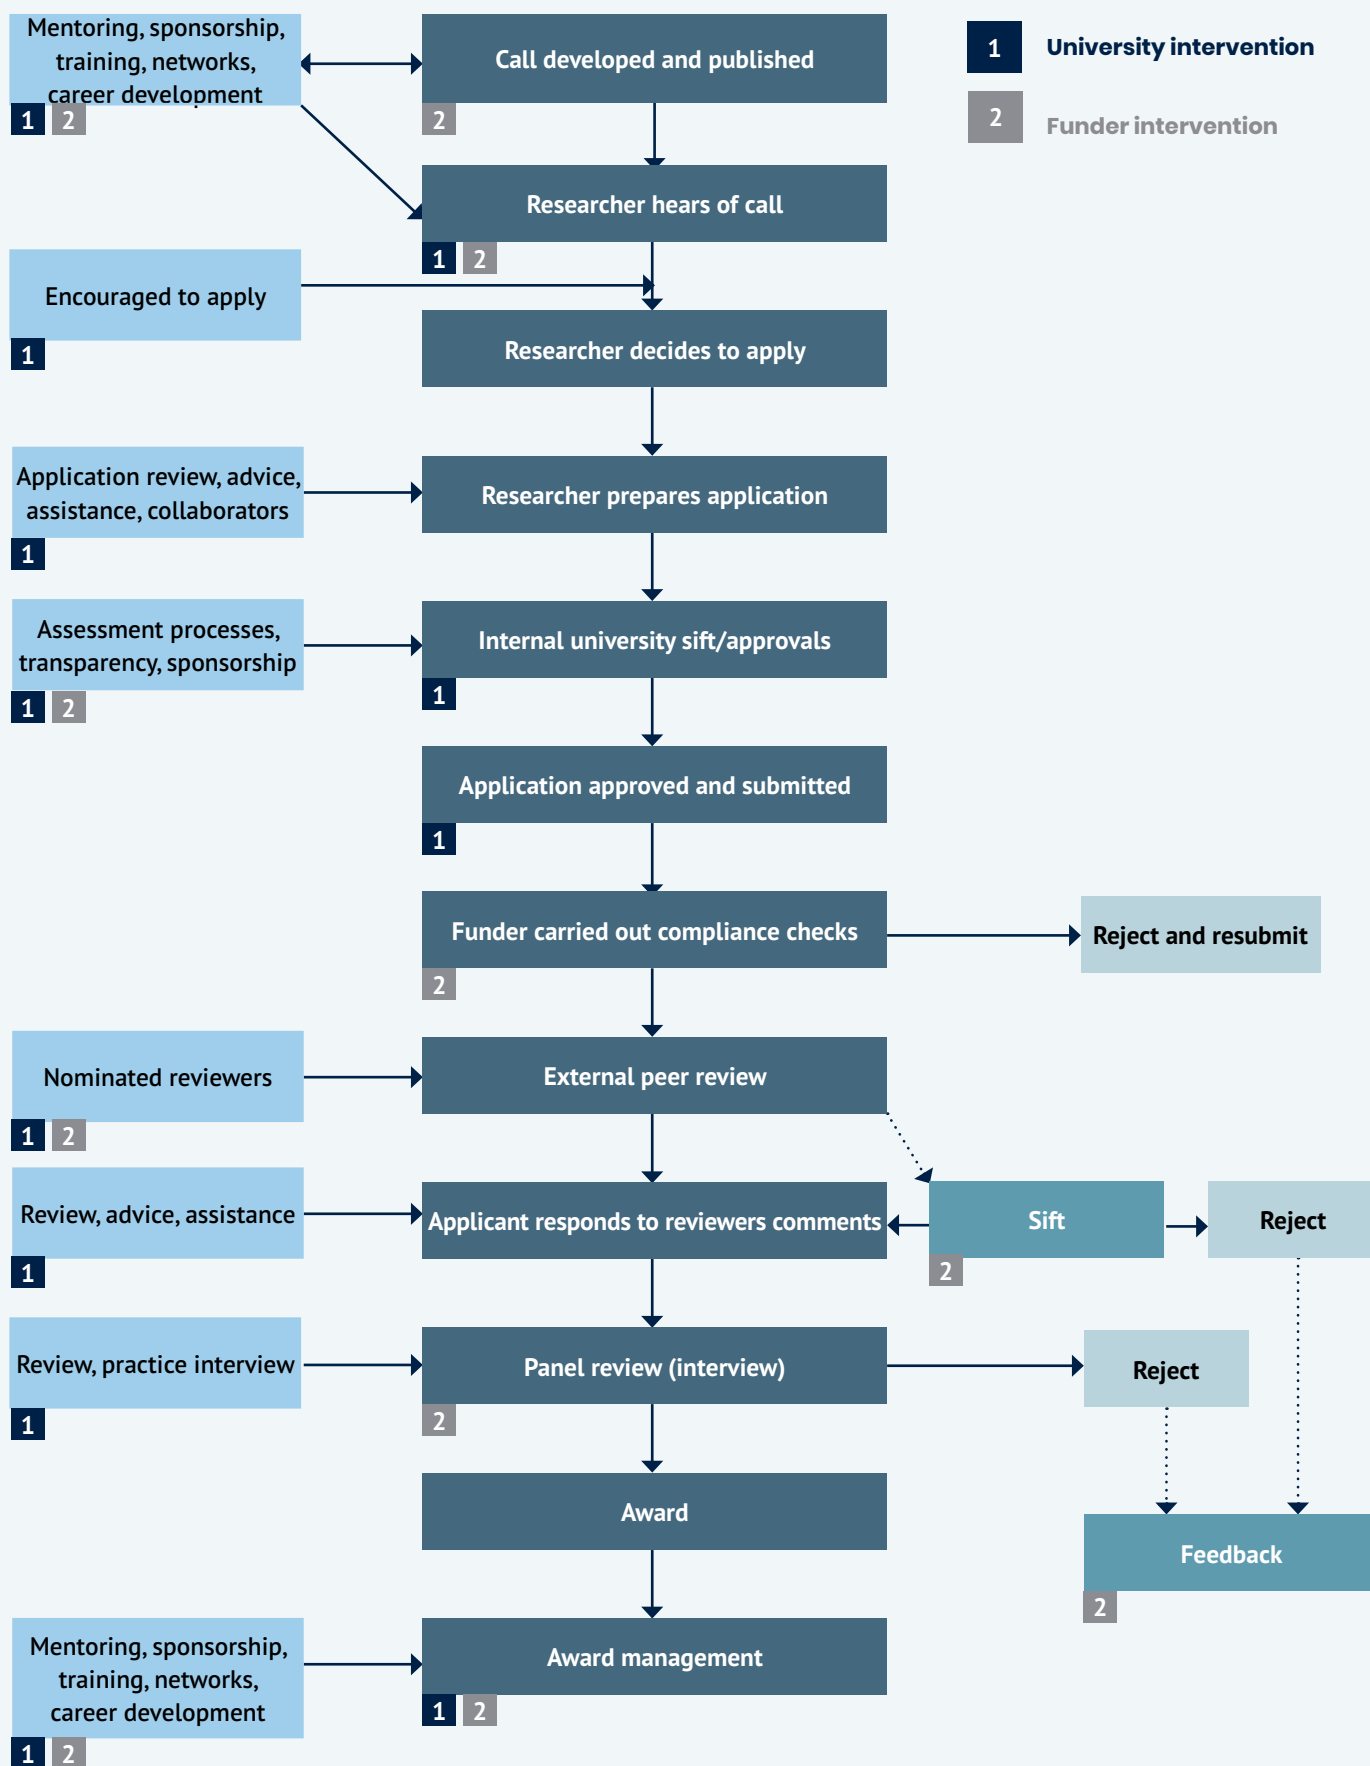 Mentoring, sponsorship,
training, networks,
career development
1 2
Call developed and published
2
1 University intervention
2 Funder intervention
Researcher hears of call
1 2
Encouraged to apply
1
Researcher decides to apply
Application review, advice,
assistance, collaborators
1
Researcher prepares application
Assessment processes,
transparency, sponsorship
1 2
Internal university sift/approvals
1
Application approved and submitted
1
Funder carried out compliance checks
2
Reject and resubmit
Nominated reviewers
1 2
External peer review
Review, advice, assistance
1
Applicant responds to reviewers comments
Sift
2
Reject
Review, practice interview
1
Panel review (interview)
2
Reject
Award
Feedback
2
Mentoring, sponsorship,
training, networks,
career development
1 2
Award management
1 2